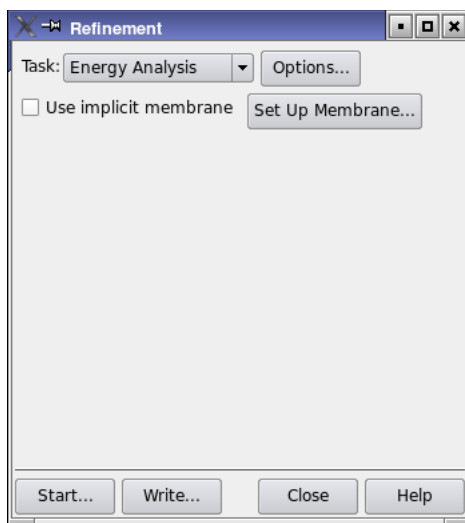 Refinement
Task: Energy Analysis Options...
Use implicit membrane Set Up Membrane...
Start... Write... Close Help